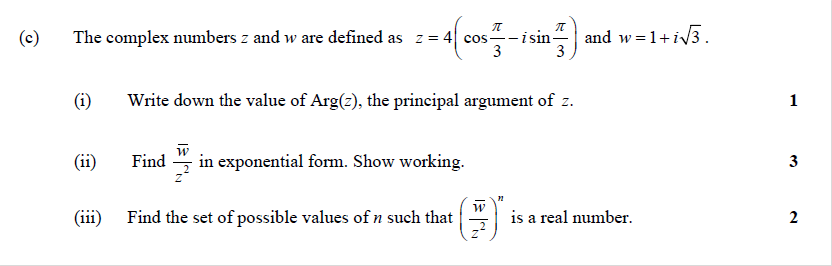 (c) The complex numbers z and w are defined as z = 4(cos π/3 − i sin π/3) and w = 1 + i√3 .
(i) Write down the value of Arg(z), the principal argument of z. 1
(ii) Find w̅/z² in exponential form. Show working. 3
(iii) Find the set of possible values of n such that (w̅/z²)ⁿ is a real number. 2